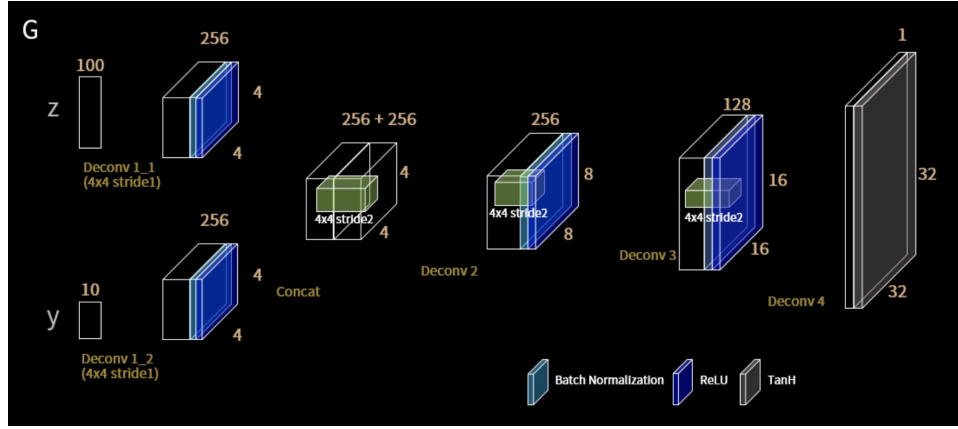 G
z
100
Deconv 1_1
(4x4 stride1)
256
4
4
y
10
Deconv 1_2
(4x4 stride1)
256
4
4
256 + 256
4
4x4 stride2
4
Concat
256
8
4x4 stride2
8
Deconv 2
128
16
4x4 stride2
16
Deconv 3
1
32
32
Deconv 4
Batch Normalization
ReLU
TanH